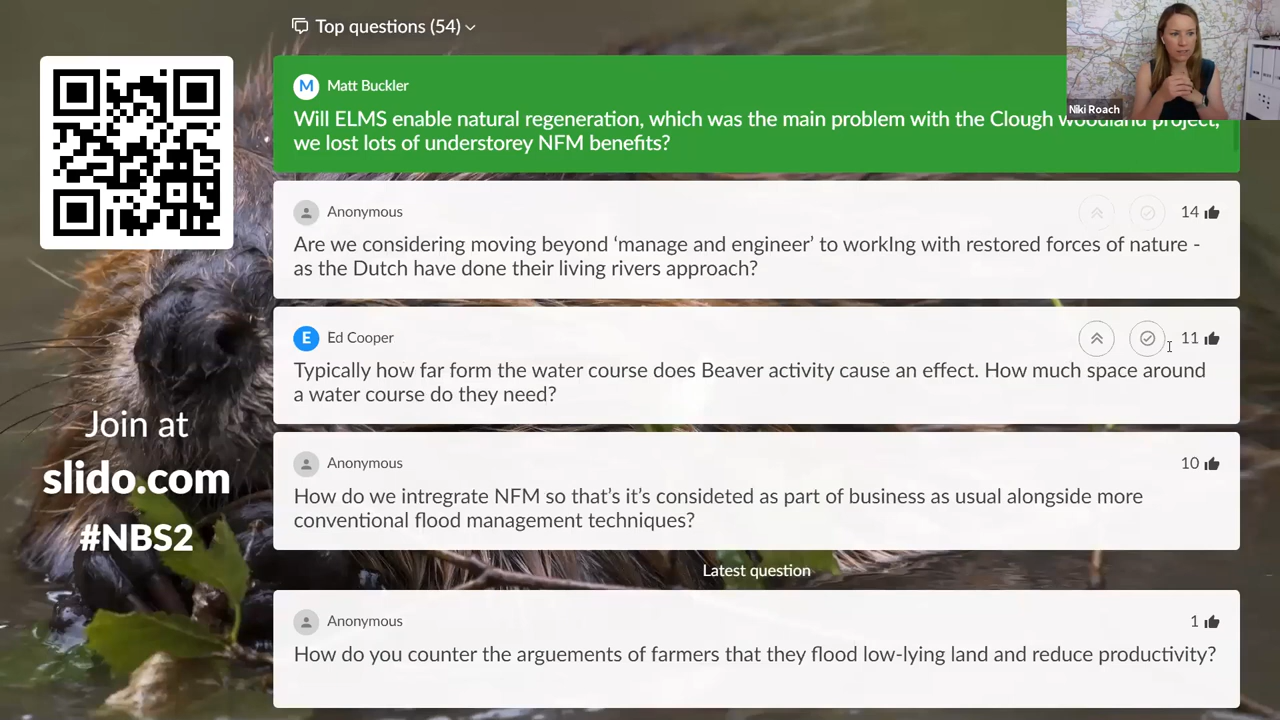 Top questions (54)
M Matt Buckler
Will ELMS enable natural regeneration, which was the main problem with the Clough woodland project,
we lost lots of understorey NFM benefits?
Niki Roach
Anonymous
14
Are we considering moving beyond ‘manage and engineer’ to workIng with restored forces of nature -
as the Dutch have done their living rivers approach?
E Ed Cooper
11
Typically how far form the water course does Beaver activity cause an effect. How much space around
a water course do they need?
Anonymous
10
How do we intregrate NFM so that’s it’s consideted as part of business as usual alongside more
conventional flood management techniques?
Latest question
Anonymous
1
How do you counter the arguements of farmers that they flood low-lying land and reduce productivity?
Join at
slido.com
#NBS2